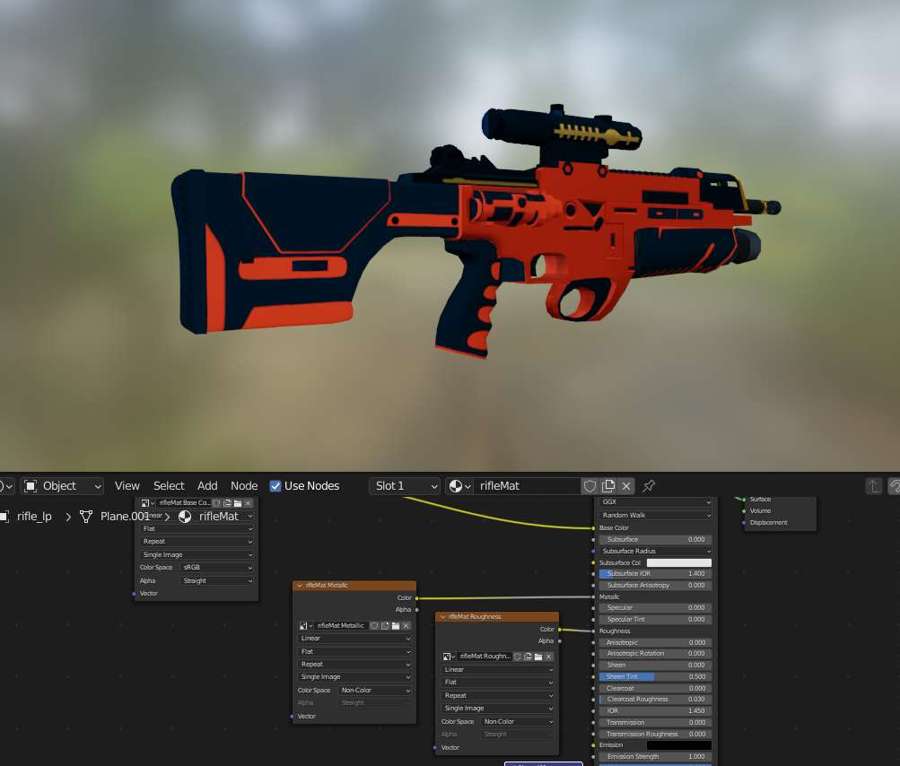 Object View Select Add Node Use Nodes Slot 1 rifleMat
rifle_lp > Plane.001 > rifleMat
rifleMat Base Co...
Linear
Flat
Repeat
Single Image
Color Space sRGB
Alpha Straight
Vector
rifleMat Metallic
Color
Alpha
rifleMat Metallic
Linear
Flat
Repeat
Single Image
Color Space Non-Color
Alpha Straight
Vector
rifleMat Roughness
Color
Alpha
rifleMat Roughn...
Linear
Flat
Repeat
Single Image
Color Space Non-Color
Alpha Straight
Vector
GGX
Random Walk
Base Color
Subsurface 0.000
Subsurface Radius
Subsurface Col
Subsurface IOR 1.400
Subsurface Anisotropy 0.000
Metallic
Specular 0.000
Specular Tint 0.000
Roughness
Anisotropic 0.000
Anisotropic Rotation 0.000
Sheen 0.000
Sheen Tint 0.500
Clearcoat 0.000
Clearcoat Roughness 0.030
IOR 1.450
Transmission 0.000
Transmission Roughness 0.000
Emission
Emission Strength 1.000
Surface
Volume
Displacement